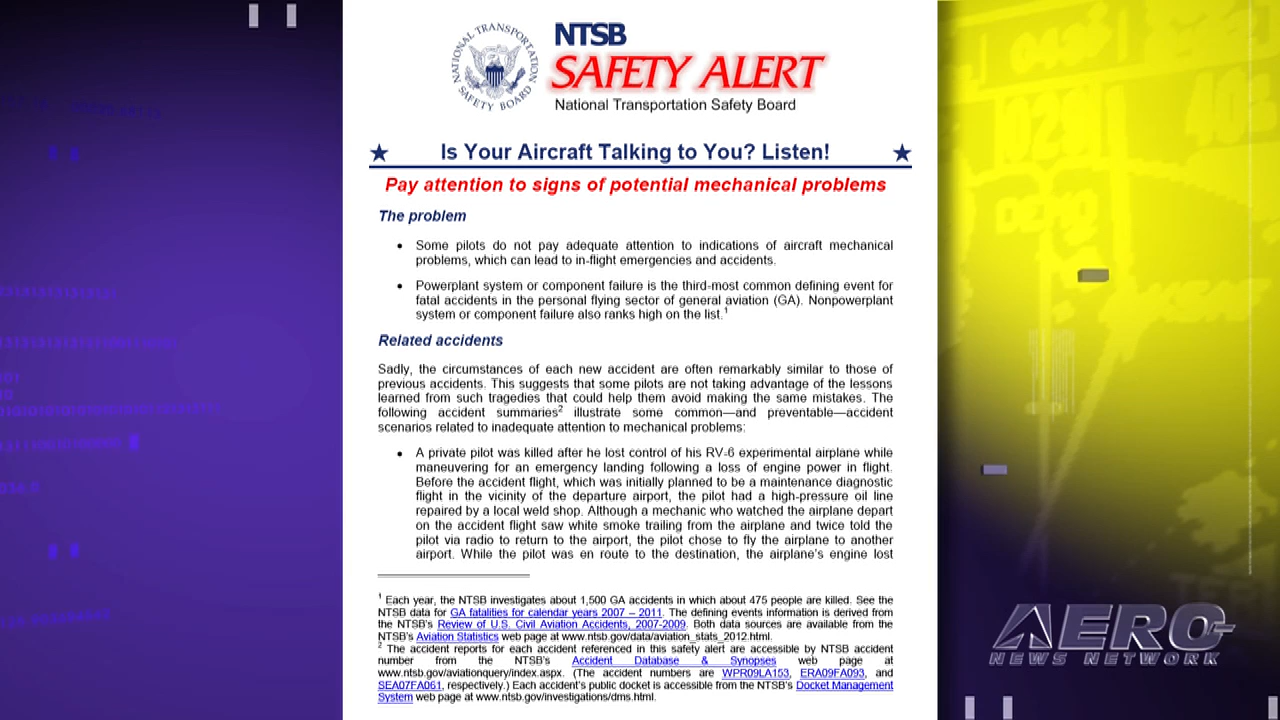 NATIONAL TRANSPORTATION SAFETY BOARD
NTSB
SAFETY ALERT
National Transportation Safety Board
Is Your Aircraft Talking to You? Listen!
Pay attention to signs of potential mechanical problems
The problem
• Some pilots do not pay adequate attention to indications of aircraft mechanical
problems, which can lead to in-flight emergencies and accidents.
• Powerplant system or component failure is the third-most common defining event for
fatal accidents in the personal flying sector of general aviation (GA). Nonpowerplant
system or component failure also ranks high on the list.1
Related accidents
Sadly, the circumstances of each new accident are often remarkably similar to those of
previous accidents. This suggests that some pilots are not taking advantage of the lessons
learned from such tragedies that could help them avoid making the same mistakes. The
following accident summaries2 illustrate some common—and preventable—accident
scenarios related to inadequate attention to mechanical problems:
• A private pilot was killed after he lost control of his RV-6 experimental airplane while
maneuvering for an emergency landing following a loss of engine power in flight.
Before the accident flight, which was initially planned to be a maintenance diagnostic
flight in the vicinity of the departure airport, the pilot had a high-pressure oil line
repaired by a local weld shop. Although a mechanic who watched the airplane depart
on the accident flight saw white smoke trailing from the airplane and twice told the
pilot via radio to return to the airport, the pilot chose to fly the airplane to another
airport. While the pilot was en route to the destination, the airplane's engine lost
1 Each year, the NTSB investigates about 1,500 GA accidents in which about 475 people are killed. See the
NTSB data for GA fatalities for calendar years 2007 – 2011. The defining events information is derived from
the NTSB's Review of U.S. Civil Aviation Accidents, 2007-2009. Both data sources are available from the
NTSB's Aviation Statistics web page at www.ntsb.gov/data/aviation_stats_2012.html.
2 The accident reports for each accident referenced in this safety alert are accessible by NTSB accident
number from the NTSB's Accident Database & Synopses web page at
www.ntsb.gov/aviationquery/index.aspx. (The accident numbers are WPR09LA153, ERA09FA093, and
SEA07FA061, respectively.) Each accident's public docket is accessible from the NTSB's Docket Management
System web page at www.ntsb.gov/investigations/dms.html.
AERO-
NEWS NETWORK